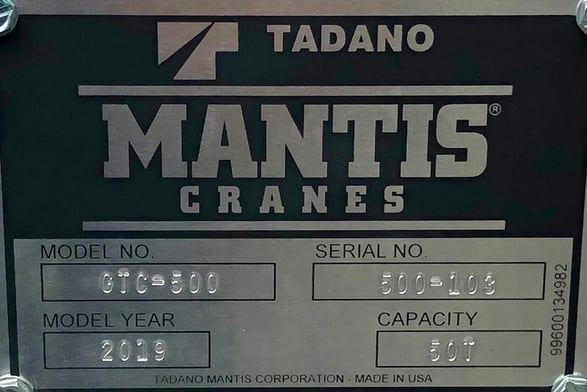 TADANO
MANTIS®
CRANES
MODEL NO.
SERIAL NO.
GTC-500
500-103
MODEL YEAR
CAPACITY
2019
50T
99600134982
TADANO MANTIS CORPORATION - MADE IN USA